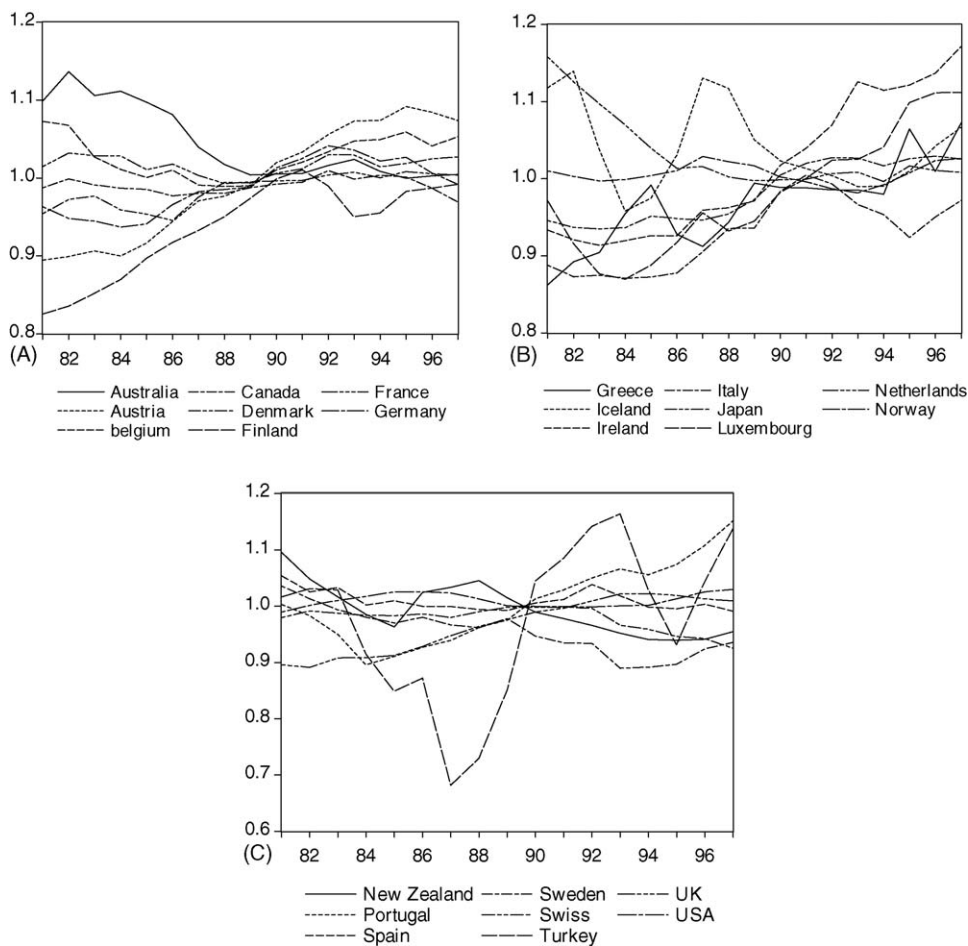 1.2
1.1
1.0
0.9
0.8
(A) 82 84 86 88 90 92 94 96
Australia Canada France
Austria Denmark Germany
belgium Finland
1.2
1.1
1.0
0.9
0.8
(B) 82 84 86 88 90 92 94 96
Greece Italy Netherlands
Iceland Japan Norway
Ireland Luxembourg
1.2
1.1
1.0
0.9
0.8
0.7
0.6
(C) 82 84 86 88 90 92 94 96
New Zealand Sweden UK
Portugal Swiss USA
Spain Turkey